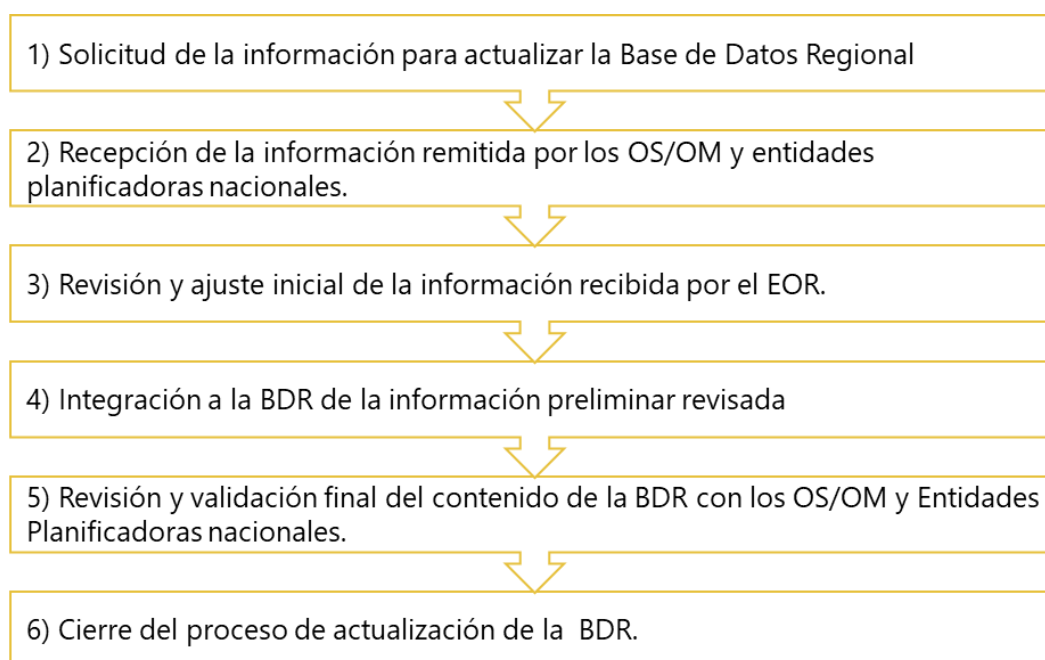 1) Solicitud de la información para actualizar la Base de Datos Regional
2) Recepción de la información remitida por los OS/OM y entidades
planificadoras nacionales.
3) Revisión y ajuste inicial de la información recibida por el EOR.
4) Integración a la BDR de la información preliminar revisada
5) Revisión y validación final del contenido de la BDR con los OS/OM y Entidades
Planificadoras nacionales.
6) Cierre del proceso de actualización de la BDR.